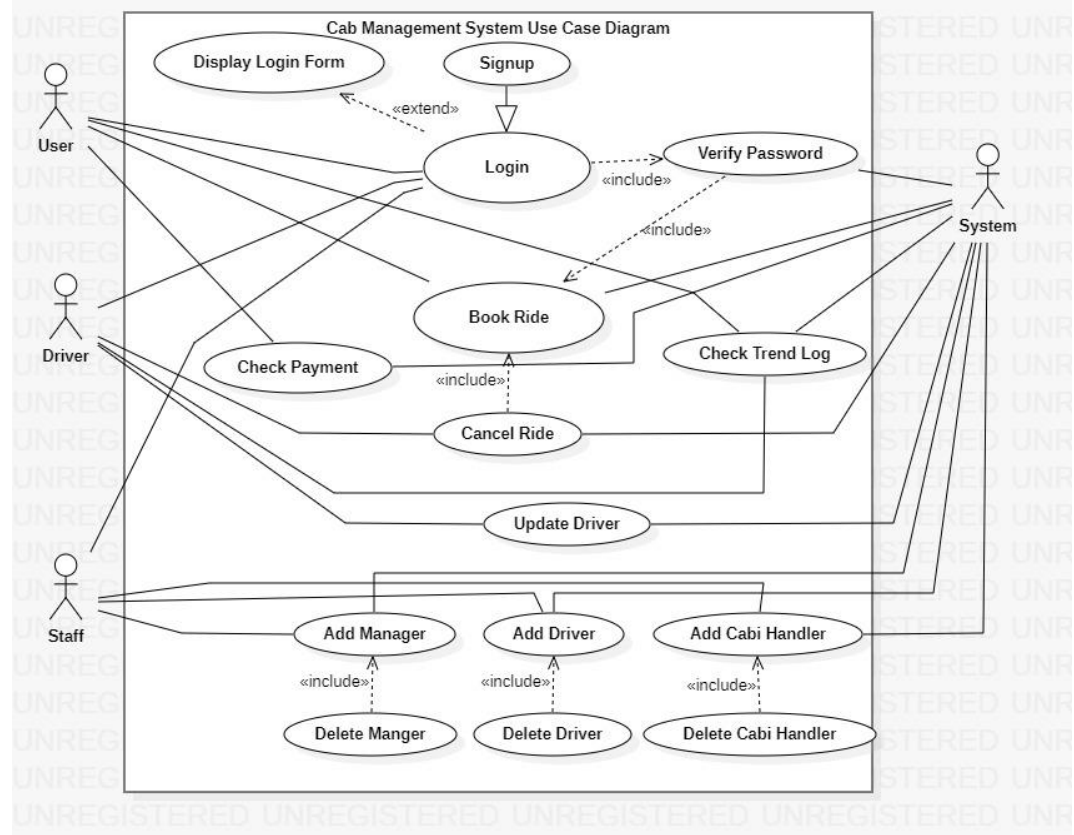 Cab Management System Use Case Diagram
Display Login Form
Signup
«extend»
User
Login
Verify Password
«include»
System
«include»
Book Ride
Driver
Check Payment
Check Trend Log
«include»
Cancel Ride
Update Driver
Staff
Add Manager
Add Driver
Add Cabi Handler
«include»
«include»
«include»
Delete Manger
Delete Driver
Delete Cabi Handler
UNREGISTERED UNREGISTERED UNREGISTERED UNREGISTERED UNR